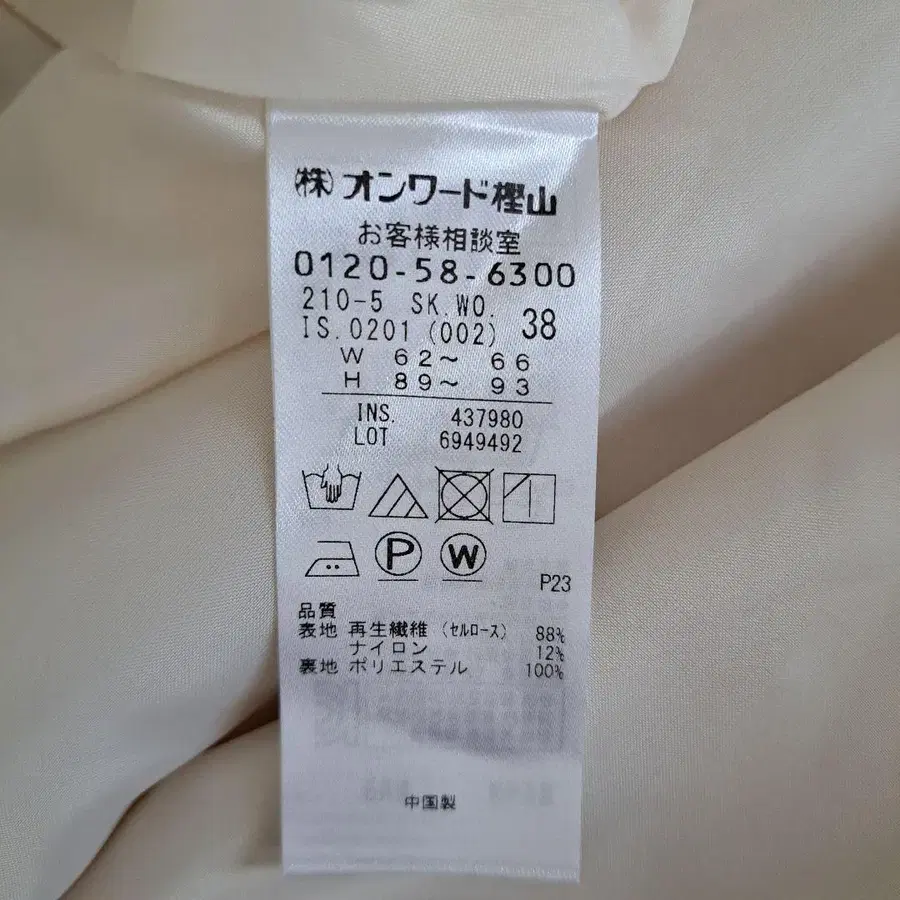 ㈱オンワード樫山
お客様相談室
0120-58-6300
210-5 SK.WO.
IS.0201 (002) 38
W 62～ 66
H 89～ 93
INS. 437980
LOT 6949492
P
W
P23
品質
表地 再生繊維 (セルロース) 88%
ナイロン 12%
裏地 ポリエステル 100%
中国製